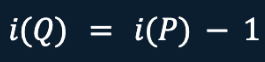 i(Q) = i(P) − 1